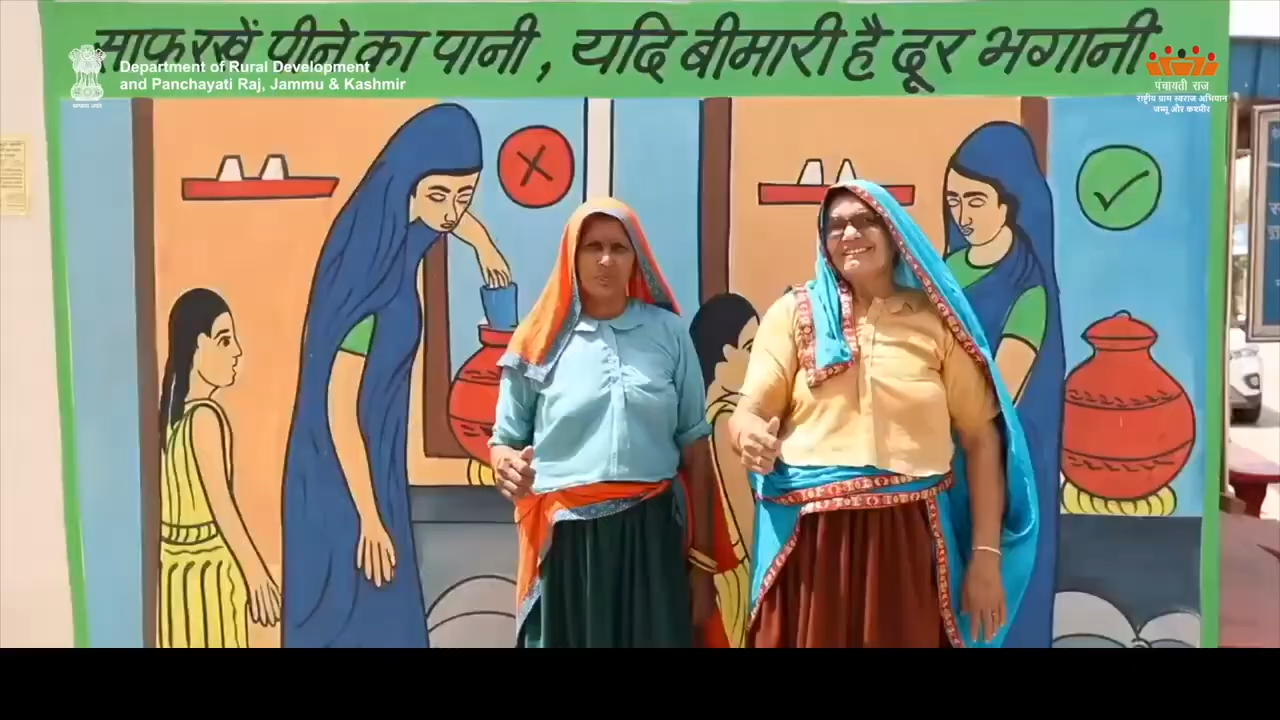 साफ रखें पीने का पानी, यदि बीमारी है दूर भगानी
Department of Rural Development
and Panchayati Raj, Jammu & Kashmir
पंचायती राज
राष्ट्रीय ग्राम स्वराज अभियान
जम्मू और कश्मीर